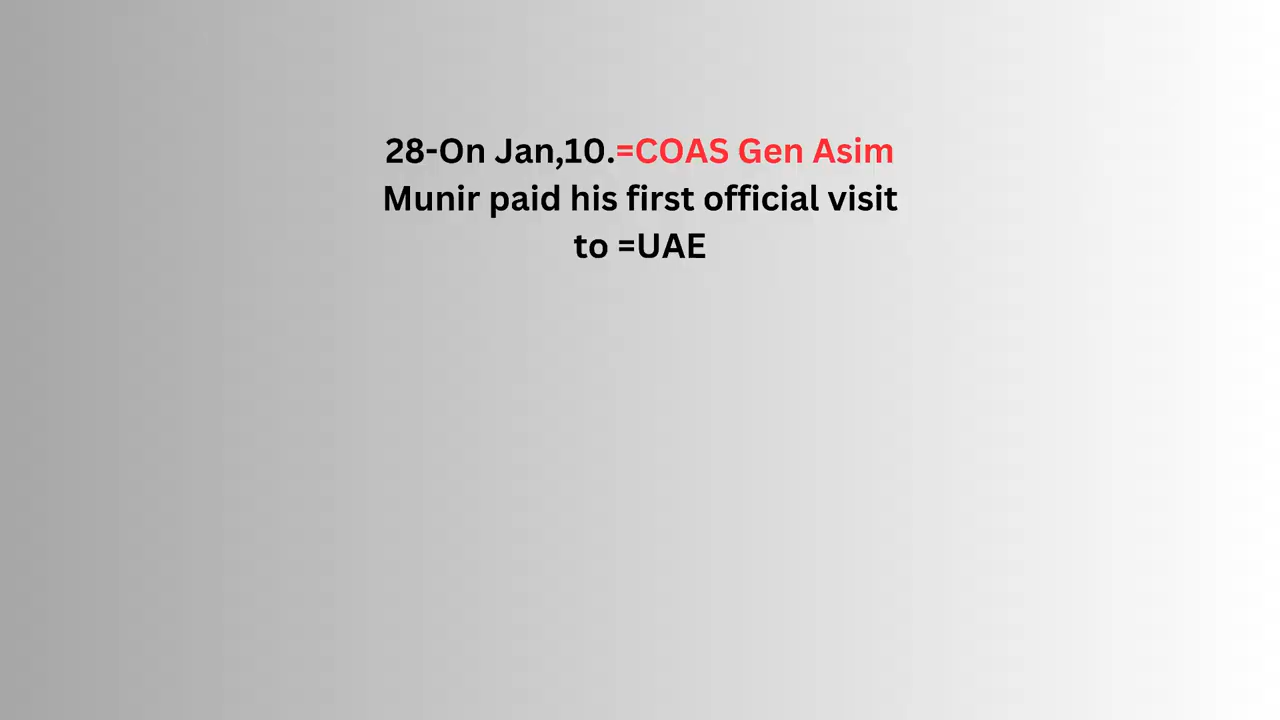 28-On Jan,10.=COAS Gen Asim
Munir paid his first official visit
to =UAE